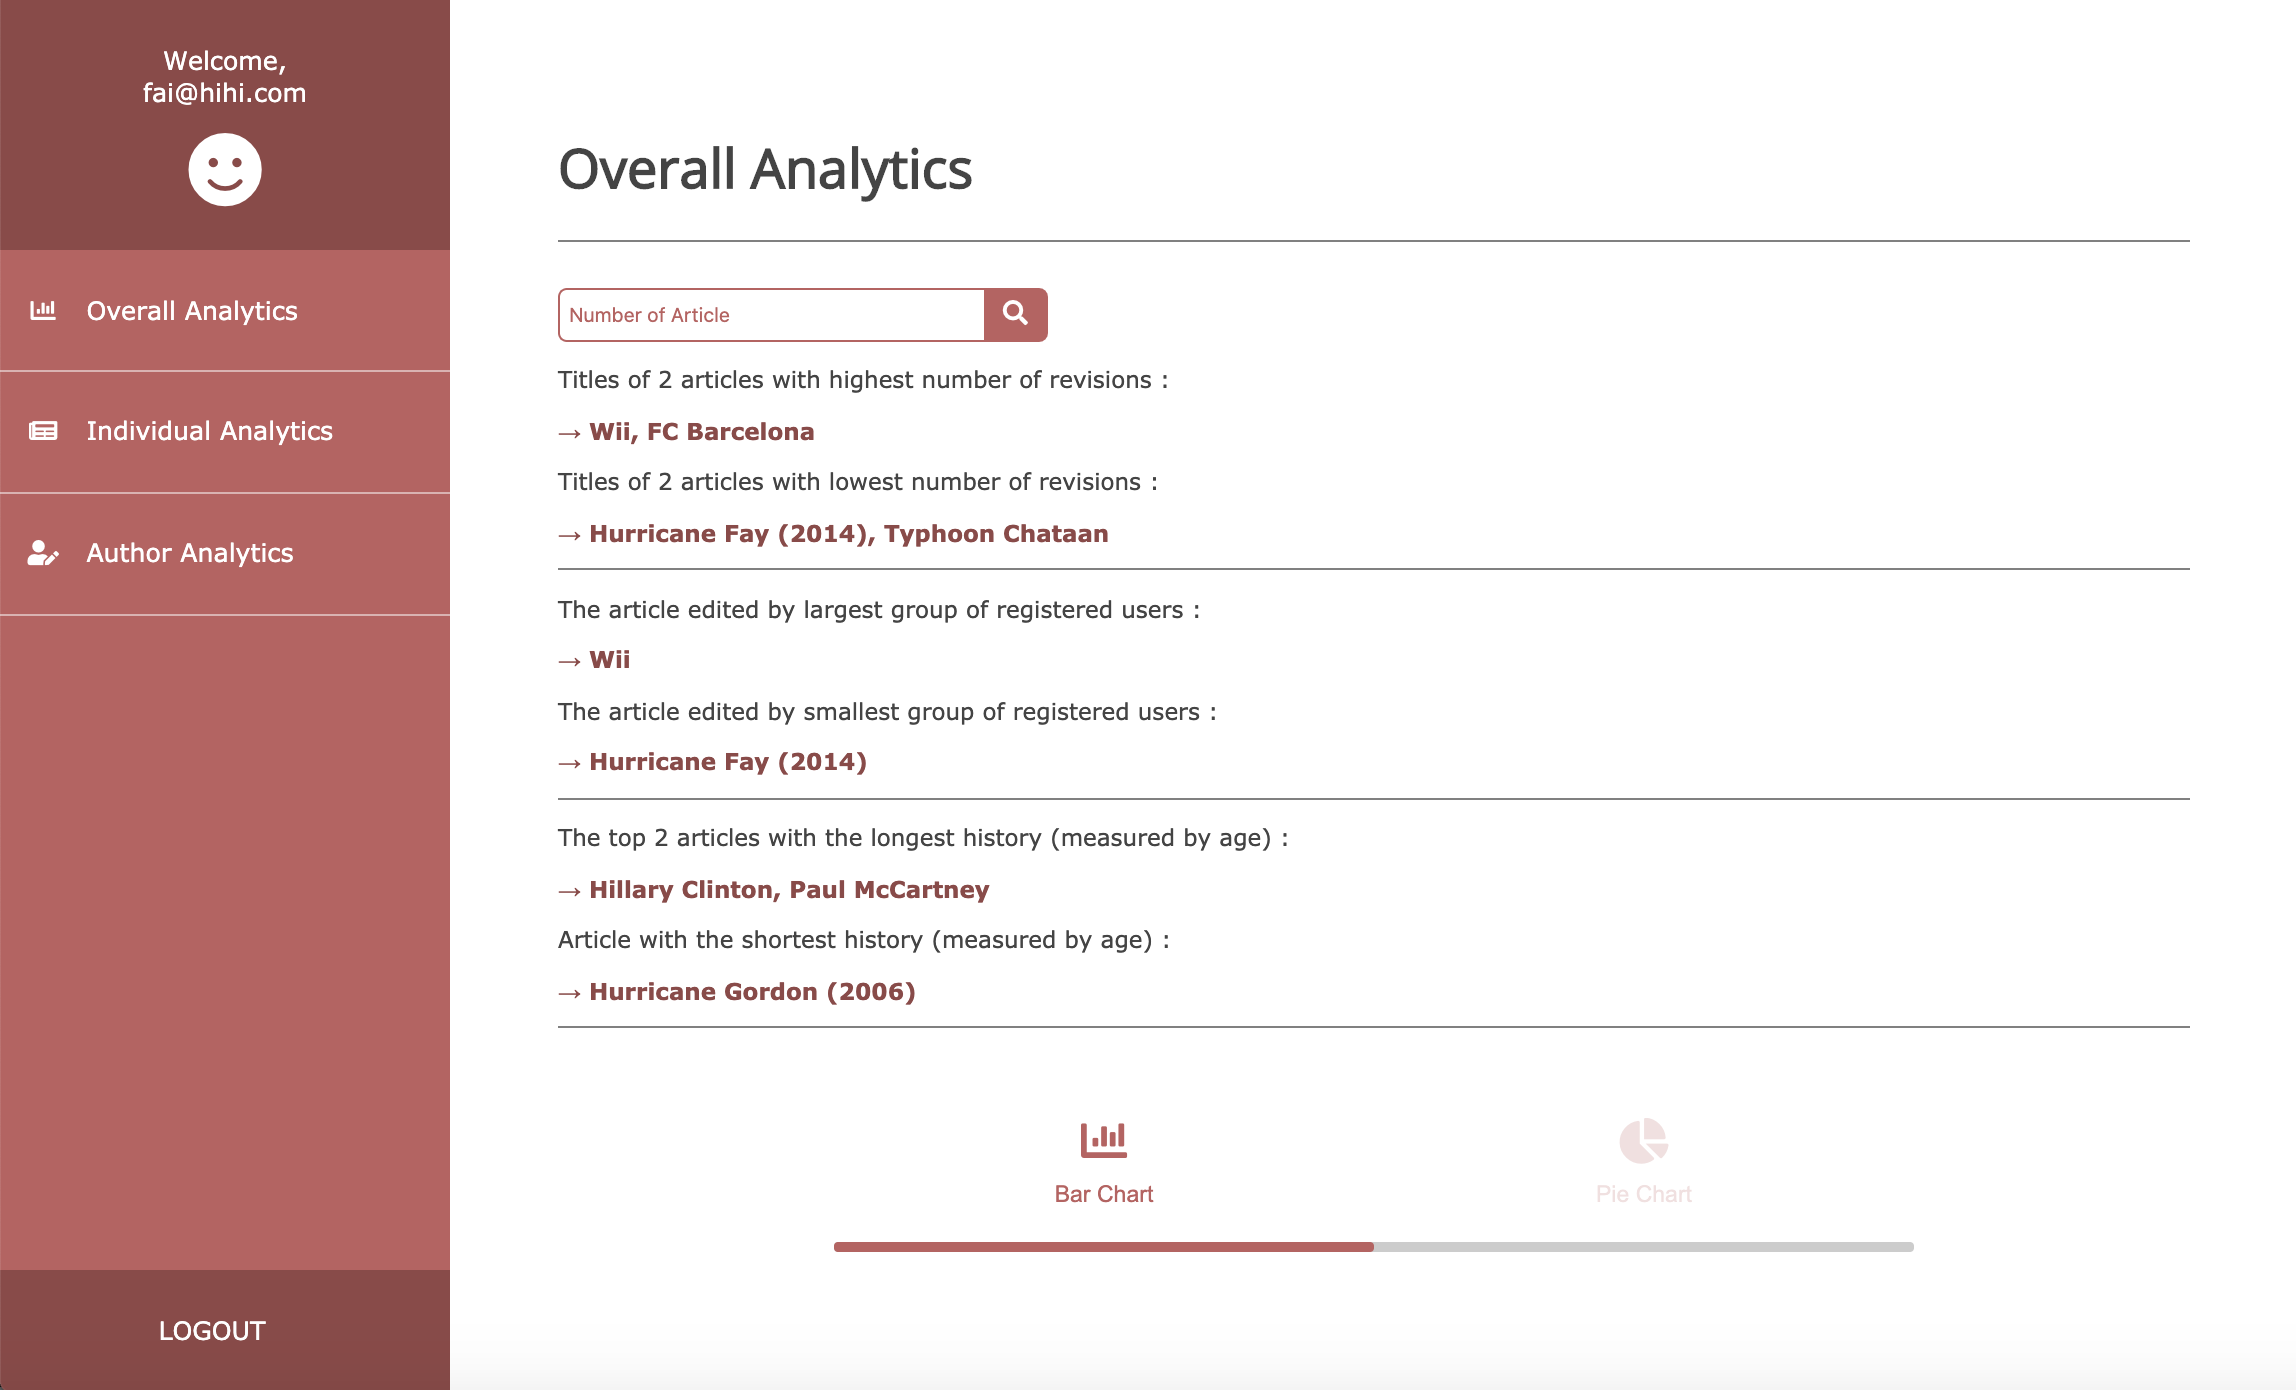 Welcome,
fai@hihi.com
Overall Analytics
Individual Analytics
Author Analytics
LOGOUT
Overall Analytics
Number of Article
Titles of 2 articles with highest number of revisions :
→ Wii, FC Barcelona
Titles of 2 articles with lowest number of revisions :
→ Hurricane Fay (2014), Typhoon Chataan
The article edited by largest group of registered users :
→ Wii
The article edited by smallest group of registered users :
→ Hurricane Fay (2014)
The top 2 articles with the longest history (measured by age) :
→ Hillary Clinton, Paul McCartney
Article with the shortest history (measured by age) :
→ Hurricane Gordon (2006)
Bar Chart
Pie Chart